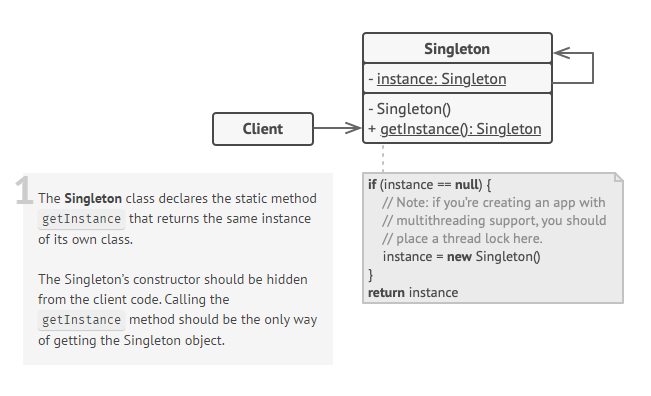 Singleton
- instance: Singleton
- Singleton()
+ getInstance(): Singleton
Client
1
The Singleton class declares the static method
getInstance that returns the same instance
of its own class.
The Singleton's constructor should be hidden
from the client code. Calling the
getInstance method should be the only way
of getting the Singleton object.
if (instance == null) {
// Note: if you're creating an app with
// multithreading support, you should
// place a thread lock here.
instance = new Singleton()
}
return instance